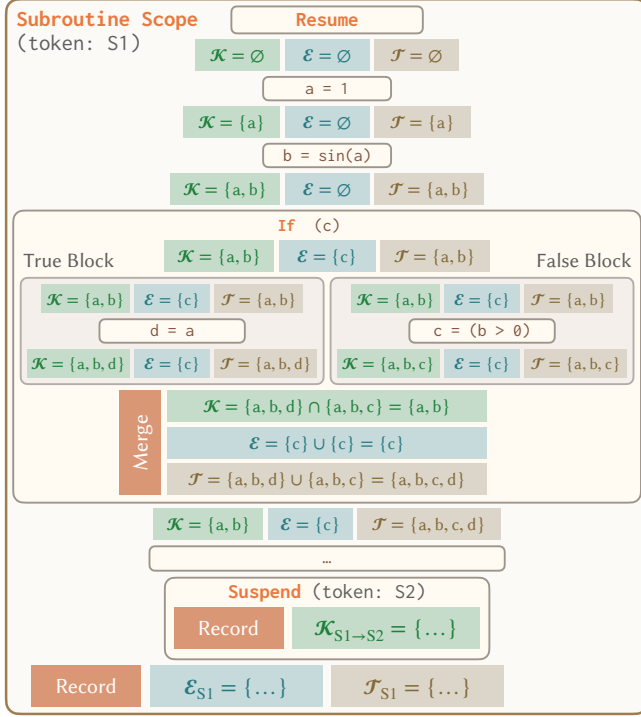 Subroutine Scope
(token: S1)
Resume
𝓚 = ∅ 𝓔 = ∅ 𝓣 = ∅
a = 1
𝓚 = {a} 𝓔 = ∅ 𝓣 = {a}
b = sin(a)
𝓚 = {a, b} 𝓔 = ∅ 𝓣 = {a, b}
If (c)
𝓚 = {a, b} 𝓔 = {c} 𝓣 = {a, b}
True Block
𝓚 = {a, b} 𝓔 = {c} 𝓣 = {a, b}
d = a
𝓚 = {a, b, d} 𝓔 = {c} 𝓣 = {a, b, d}
False Block
𝓚 = {a, b} 𝓔 = {c} 𝓣 = {a, b}
c = (b > 0)
𝓚 = {a, b, c} 𝓔 = {c} 𝓣 = {a, b, c}
Merge
𝓚 = {a, b, d} ∩ {a, b, c} = {a, b}
𝓔 = {c} ∪ {c} = {c}
𝓣 = {a, b, d} ∪ {a, b, c} = {a, b, c, d}
𝓚 = {a, b} 𝓔 = {c} 𝓣 = {a, b, c, d}
...
Suspend (token: S2)
Record 𝓚S1→S2 = {...}
Record 𝓔S1 = {...} 𝓣S1 = {...}